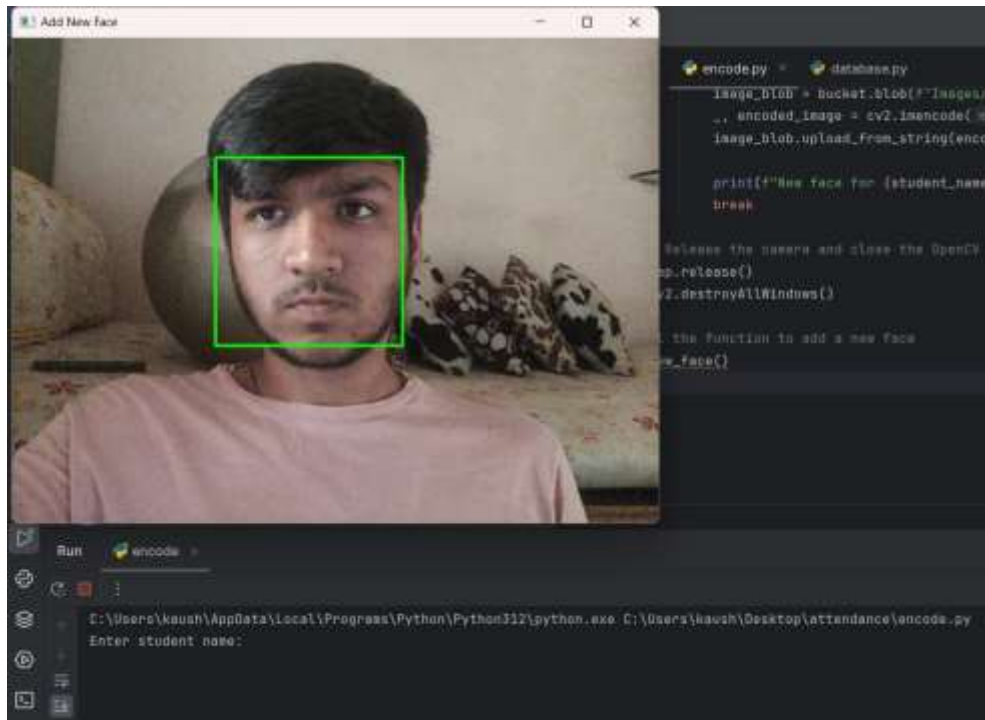 Add New Face
encode.py
database.py
image_blob = bucket.blob(f'Images
_, encoded_image = cv2.imencode(
image_blob.upload_from_string(enco
print(f"New face for {student_name
break
Release the camera and close the OpenCV
ap.release()
v2.destroyAllWindows()
l the function to add a new face
ew_face()
Run
encode
C:\Users\kaush\AppData\Local\Programs\Python\Python312\python.exe C:\Users\kaush\Desktop\attendance\encode.py
Enter student name: